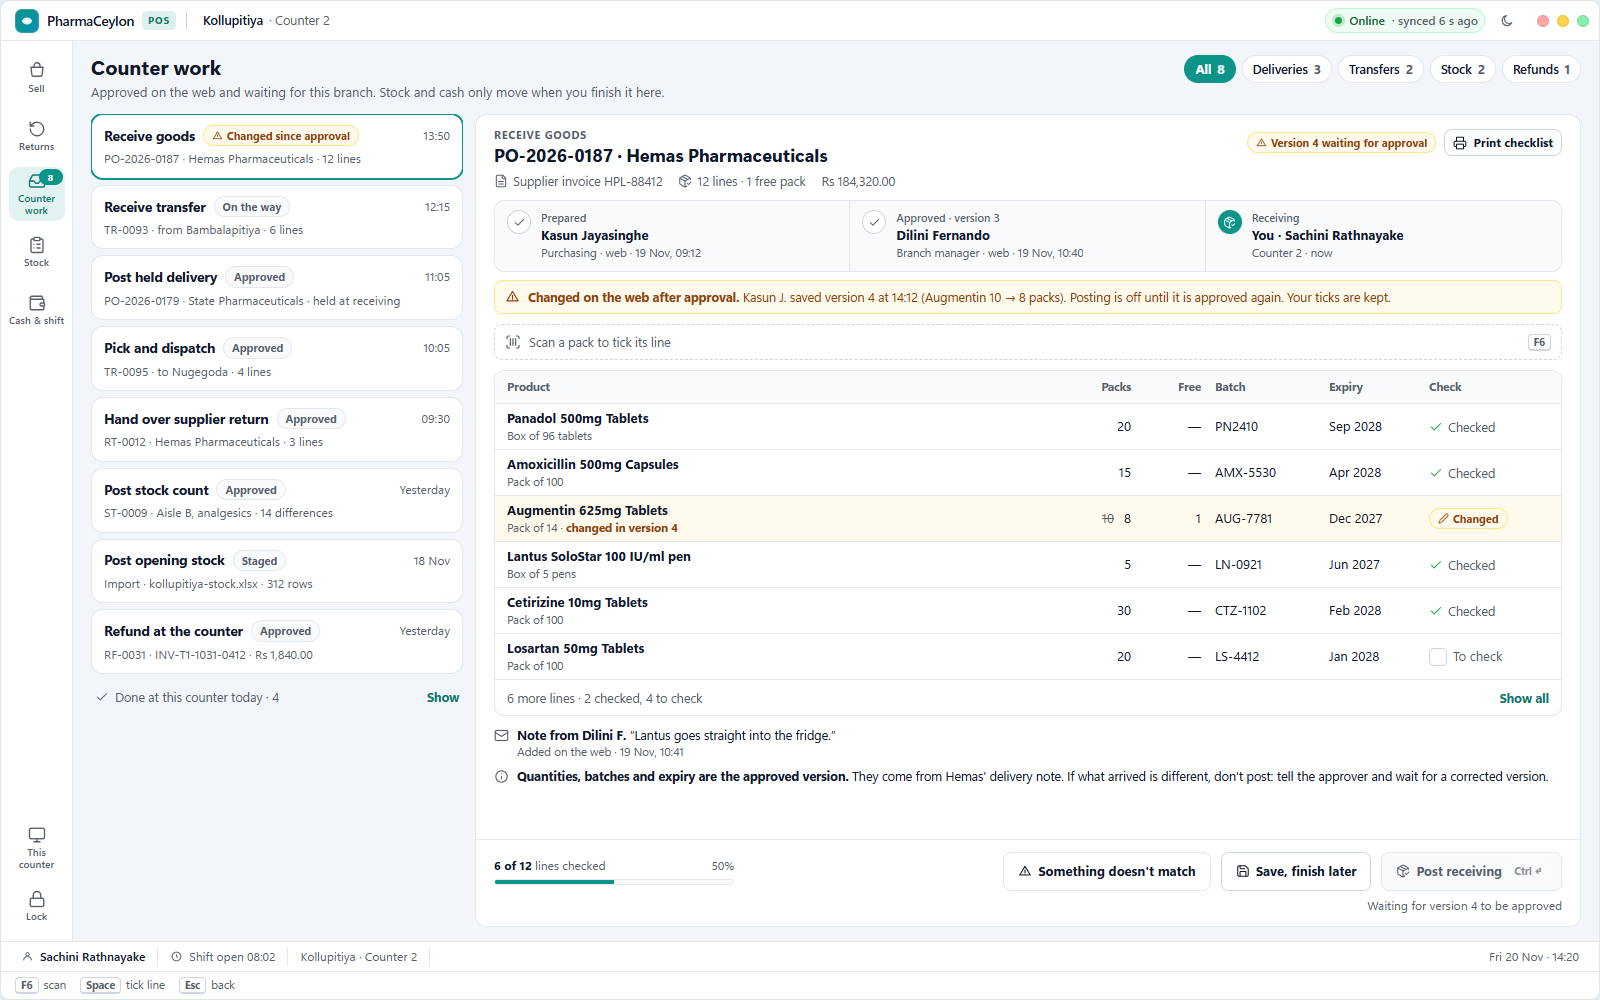 PharmaCeylon POS Kollupitiya · Counter 2
Online · synced 6 s ago
Sell
Returns
8
Counter work
Stock
Cash & shift
This counter
Lock
Counter work
Approved on the web and waiting for this branch. Stock and cash only move when you finish it here.
All 8 Deliveries 3 Transfers 2 Stock 2 Refunds 1
Receive goods Changed since approval 13:50
PO-2026-0187 · Hemas Pharmaceuticals · 12 lines
Receive transfer On the way 12:15
TR-0093 · from Bambalapitiya · 6 lines
Post held delivery Approved 11:05
PO-2026-0179 · State Pharmaceuticals · held at receiving
Pick and dispatch Approved 10:05
TR-0095 · to Nugegoda · 4 lines
Hand over supplier return Approved 09:30
RT-0012 · Hemas Pharmaceuticals · 3 lines
Post stock count Approved Yesterday
ST-0009 · Aisle B, analgesics · 14 differences
Post opening stock Staged 18 Nov
Import · kollupitiya-stock.xlsx · 312 rows
Refund at the counter Approved Yesterday
RF-0031 · INV-T1-1031-0412 · Rs 1,840.00
Done at this counter today · 4 Show
RECEIVE GOODS
PO-2026-0187 · Hemas Pharmaceuticals
Version 4 waiting for approval Print checklist
Supplier invoice HPL-88412 12 lines · 1 free pack Rs 184,320.00
Prepared
Kasun Jayasinghe
Purchasing · web · 19 Nov, 09:12
Approved · version 3
Dilini Fernando
Branch manager · web · 19 Nov, 10:40
Receiving
You · Sachini Rathnayake
Counter 2 · now
Changed on the web after approval. Kasun J. saved version 4 at 14:12 (Augmentin 10 → 8 packs). Posting is off until it is approved again. Your ticks are kept.
Scan a pack to tick its line F6
Product Packs Free Batch Expiry Check
Panadol 500mg Tablets
Box of 96 tablets
20 — PN2410 Sep 2028 Checked
Amoxicillin 500mg Capsules
Pack of 100
15 — AMX-5530 Apr 2028 Checked
Augmentin 625mg Tablets
Pack of 14 · changed in version 4
10 8 1 AUG-7781 Dec 2027 Changed
Lantus SoloStar 100 IU/ml pen
Box of 5 pens
5 — LN-0921 Jun 2027 Checked
Cetirizine 10mg Tablets
Pack of 100
30 — CTZ-1102 Feb 2028 Checked
Losartan 50mg Tablets
Pack of 100
20 — LS-4412 Jan 2028 To check
6 more lines · 2 checked, 4 to check Show all
Note from Dilini F. “Lantus goes straight into the fridge.”
Added on the web · 19 Nov, 10:41
Quantities, batches and expiry are the approved version. They come from Hemas' delivery note. If what arrived is different, don't post: tell the approver and wait for a corrected version.
6 of 12 lines checked 50%
Something doesn't match Save, finish later Post receiving Ctrl ⏎
Waiting for version 4 to be approved
Sachini Rathnayake Shift open 08:02 Kollupitiya · Counter 2 Fri 20 Nov · 14:20
F6 scan Space tick line Esc back